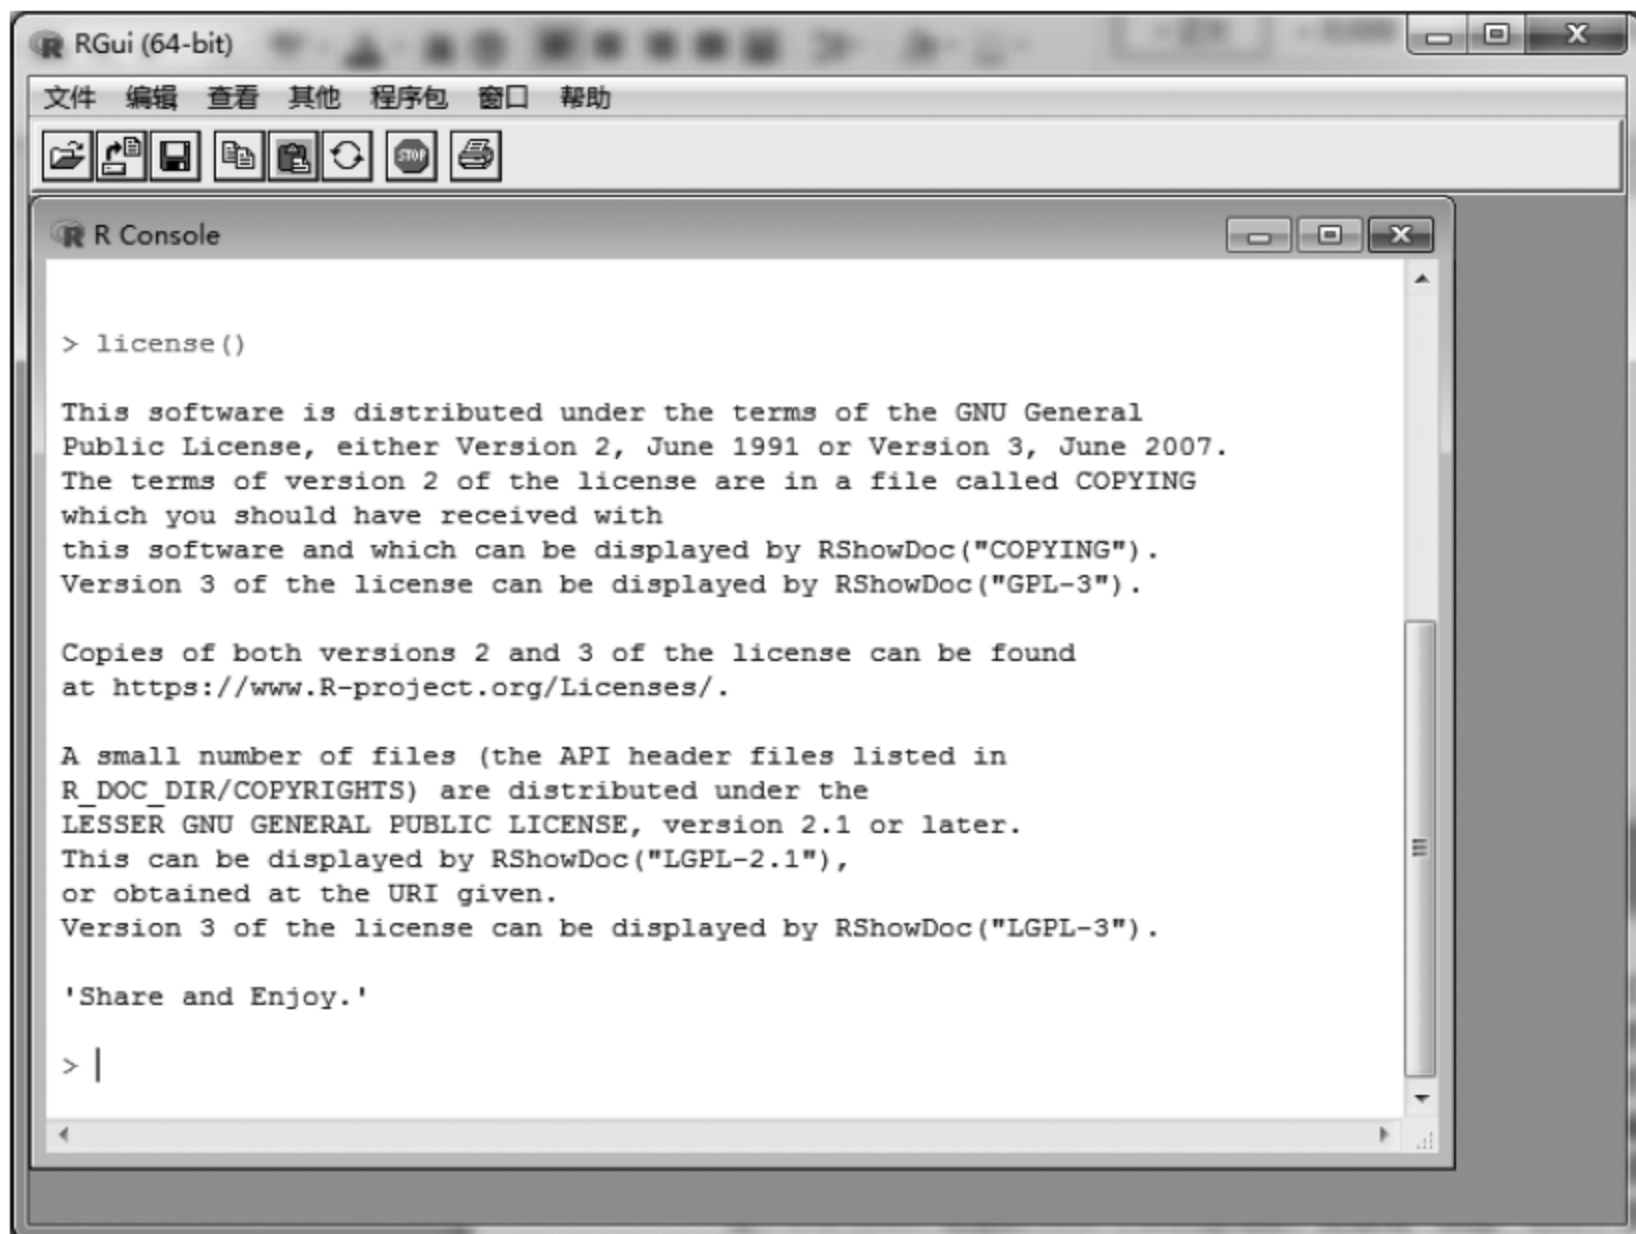 RGui (64-bit)
文件 编辑 查看 其他 程序包 窗口 帮助
STOP
R Console
> license()
This software is distributed under the terms of the GNU General
Public License, either Version 2, June 1991 or Version 3, June 2007.
The terms of version 2 of the license are in a file called COPYING
which you should have received with
this software and which can be displayed by RShowDoc("COPYING").
Version 3 of the license can be displayed by RShowDoc("GPL-3").
Copies of both versions 2 and 3 of the license can be found
at https://www.R-project.org/Licenses/.
A small number of files (the API header files listed in
R_DOC_DIR/COPYRIGHTS) are distributed under the
LESSER GNU GENERAL PUBLIC LICENSE, version 2.1 or later.
This can be displayed by RShowDoc("LGPL-2.1"),
or obtained at the URI given.
Version 3 of the license can be displayed by RShowDoc("LGPL-3").
'Share and Enjoy.'
>